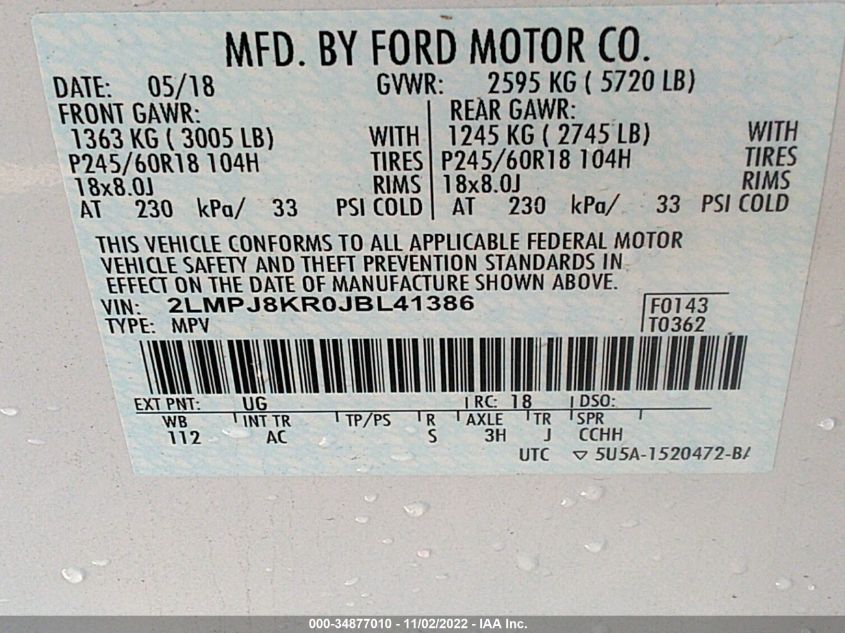 MFD. BY FORD MOTOR CO.
DATE: 05/18 GVWR: 2595 KG ( 5720 LB)
FRONT GAWR: REAR GAWR:
1363 KG ( 3005 LB) WITH 1245 KG ( 2745 LB) WITH
P245/60R18 104H TIRES P245/60R18 104H TIRES
18x8.0J RIMS 18x8.0J RIMS
AT 230 kPa/ 33 PSI COLD AT 230 kPa/ 33 PSI COLD
THIS VEHICLE CONFORMS TO ALL APPLICABLE FEDERAL MOTOR
VEHICLE SAFETY AND THEFT PREVENTION STANDARDS IN
EFFECT ON THE DATE OF MANUFACTURE SHOWN ABOVE.
VIN: 2LMPJ8KR0JBL41386 F0143
TYPE: MPV T0362
EXT PNT: UG RC: 18 DSO:
WB INT TR TP/PS R AXLE TR SPR
112 AC S 3H J CCHH
UTC ▽ 5U5A-1520472-BA
000-34877010 - 11/02/2022 - IAA Inc.